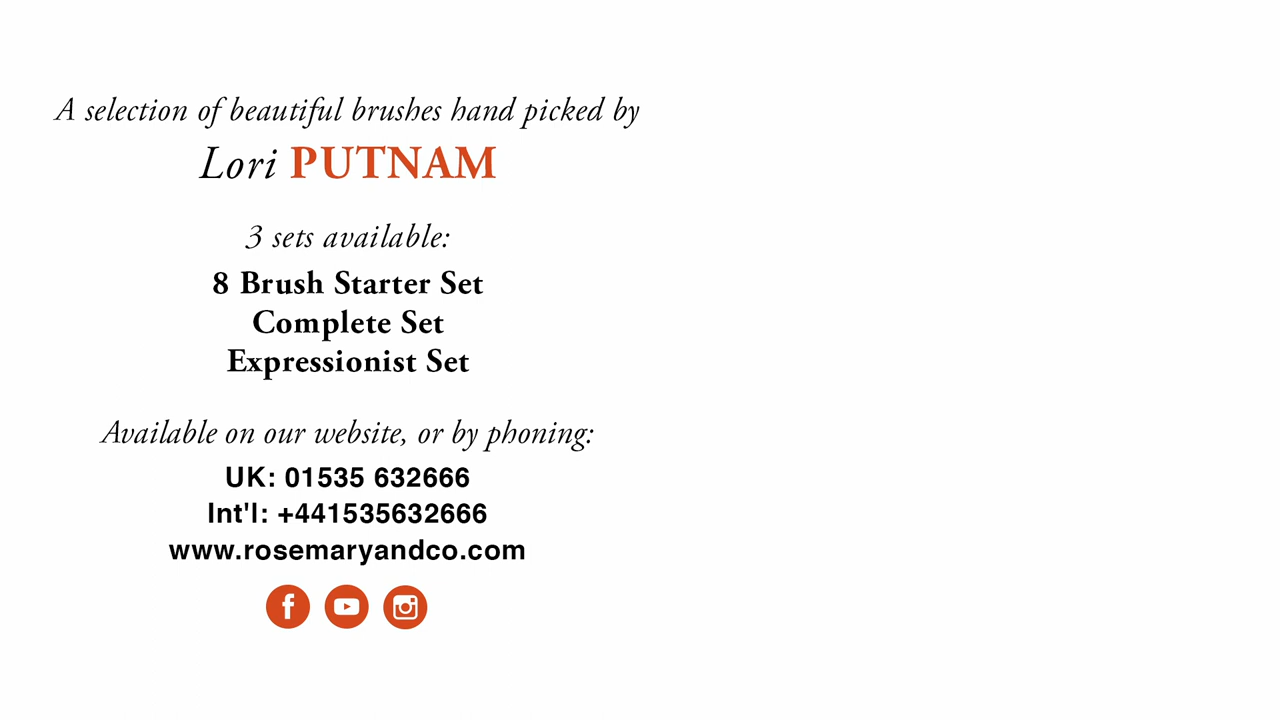 A selection of beautiful brushes hand picked by
Lori PUTNAM
3 sets available:
8 Brush Starter Set
Complete Set
Expressionist Set
Available on our website, or by phoning:
UK: 01535 632666
Int'l: +441535632666
www.rosemaryandco.com